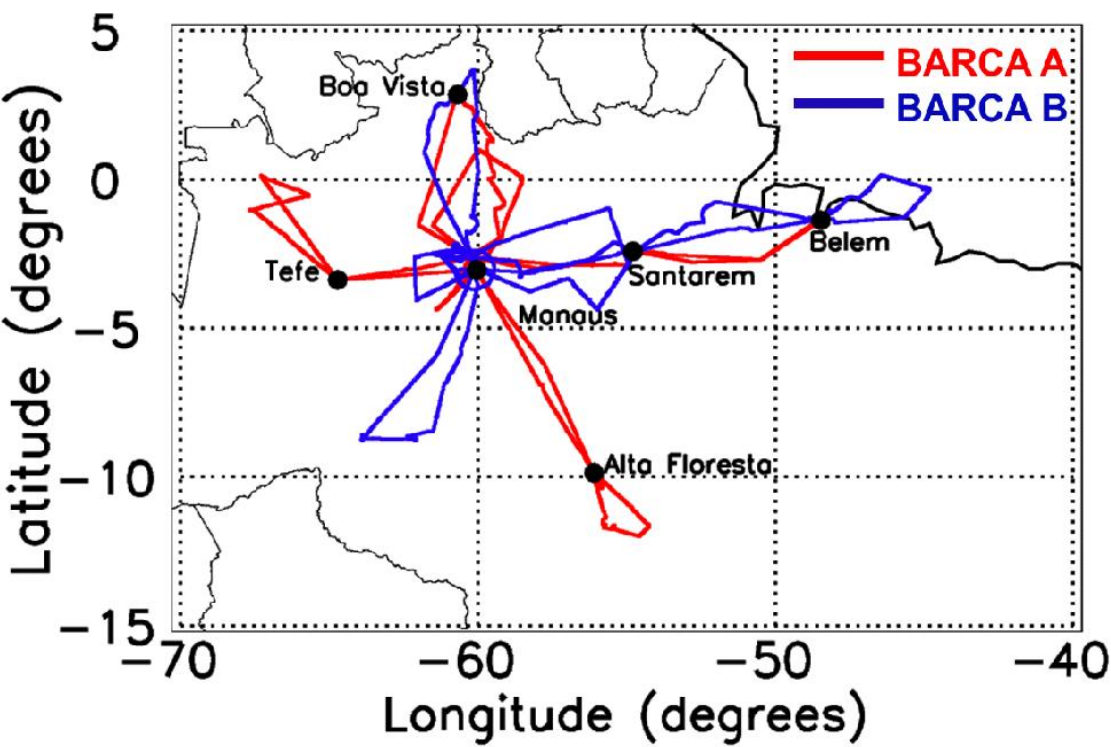 5
0
−5
−10
−15
Latitude (degrees)
BARCA A
BARCA B
Boa Vista
Belem
Tefe
Santarem
Manaus
Alta Floresta
−70
−60
−50
−40
Longitude (degrees)